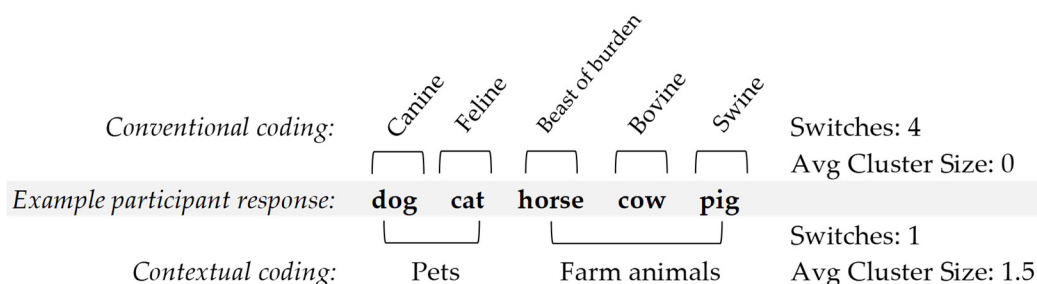 Canine Feline Beast of burden Bovine Swine
Conventional coding: Switches: 4
Avg Cluster Size: 0
Example participant response: dog cat horse cow pig
Switches: 1
Contextual coding: Pets Farm animals Avg Cluster Size: 1.5